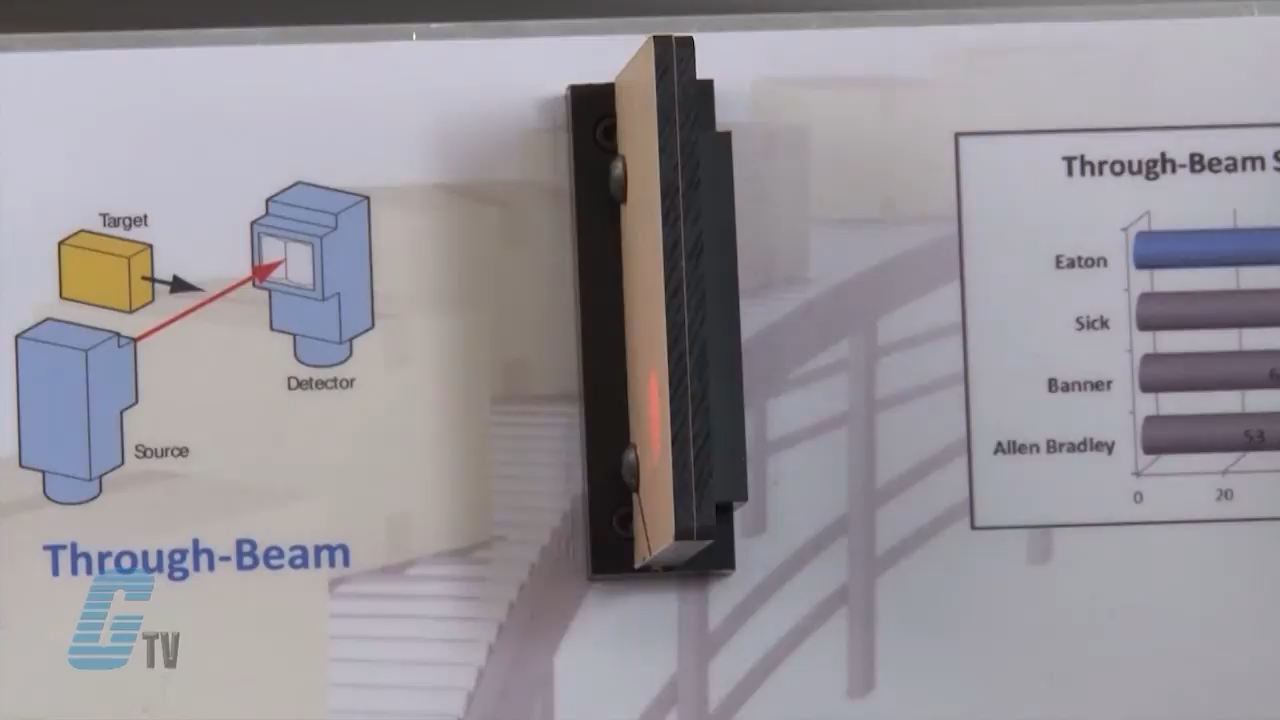 Target
Detector
Source
Through-Beam
G TV
Through-Beam S
Eaton
Sick
Banner
Allen Bradley
53
0
20